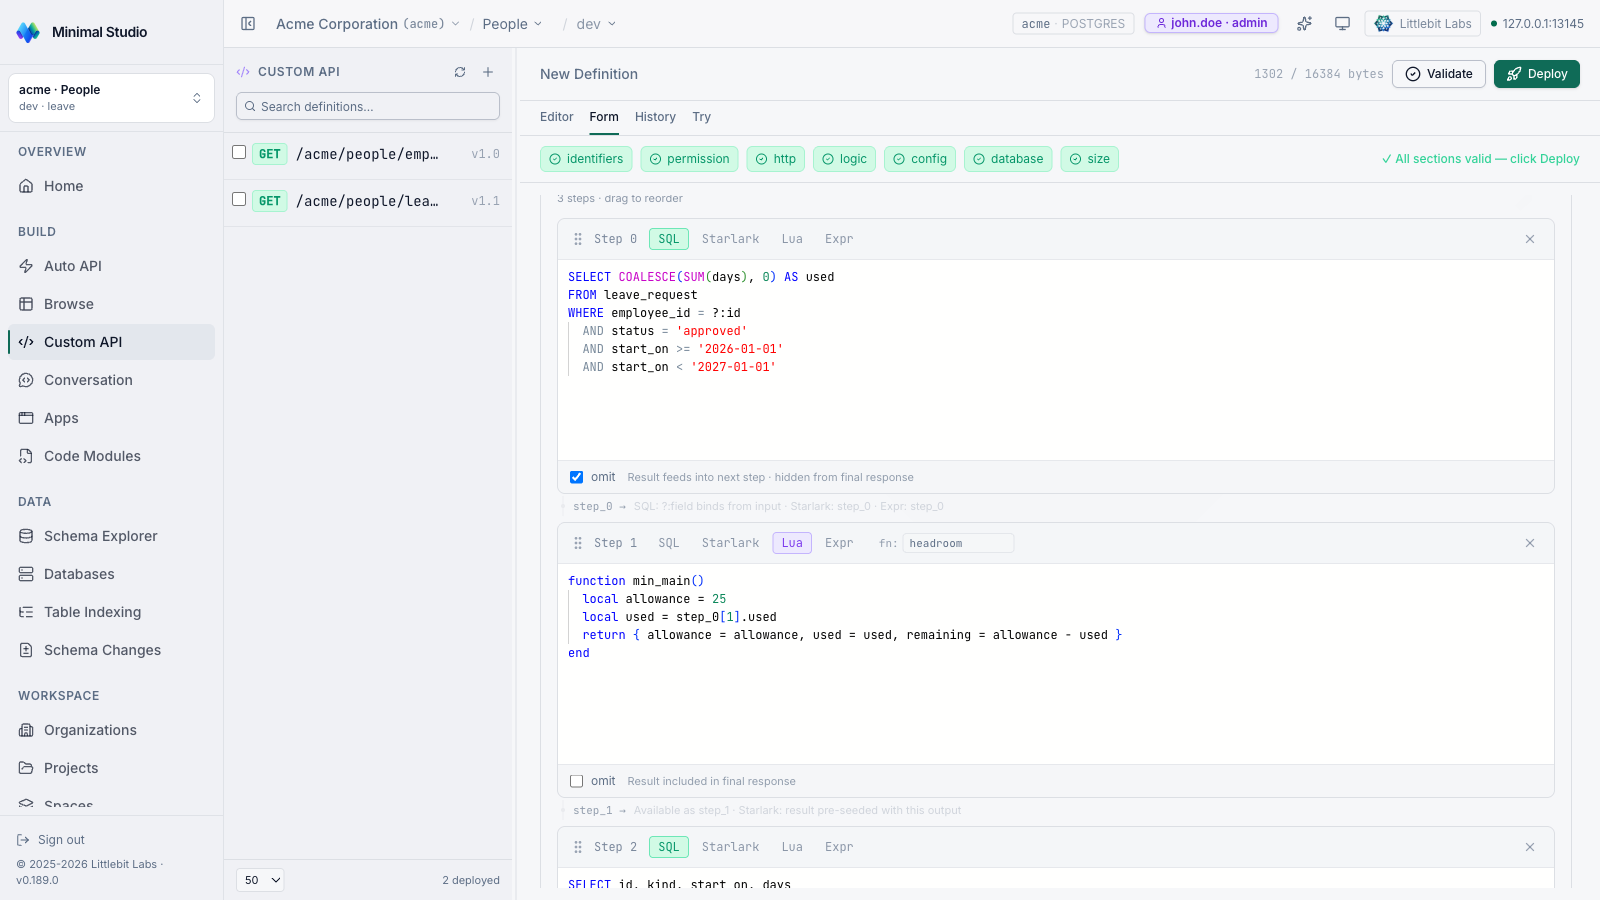 Minimal Studio
acme · People
dev · leave
OVERVIEW
Home
BUILD
Auto API
Browse
Custom API
Conversation
Apps
Code Modules
DATA
Schema Explorer
Databases
Table Indexing
Schema Changes
WORKSPACE
Organizations
Projects
Spaces
Sign out
© 2025-2026 Littlebit Labs ·
v0.189.0
Acme Corporation (acme) / People / dev
acme · POSTGRES
john.doe · admin
Littlebit Labs
127.0.0.1:13145
CUSTOM API
Search definitions...
GET /acme/people/emp… v1.0
GET /acme/people/lea… v1.1
50
2 deployed
New Definition
1302 / 16384 bytes
Validate
Deploy
Editor Form History Try
identifiers permission http logic config database size
✓ All sections valid — click Deploy
3 steps · drag to reorder
Step 0 SQL Starlark Lua Expr
SELECT COALESCE(SUM(days), 0) AS used
FROM leave_request
WHERE employee_id = ?:id
AND status = 'approved'
AND start_on >= '2026-01-01'
AND start_on < '2027-01-01'
omit Result feeds into next step · hidden from final response
step_0 → SQL: ?:field binds from input · Starlark: step_0 · Expr: step_0
Step 1 SQL Starlark Lua Expr fn: headroom
function min_main()
local allowance = 25
local used = step_0[1].used
return { allowance = allowance, used = used, remaining = allowance - used }
end
omit Result included in final response
step_1 → Available as step_1 · Starlark: result pre-seeded with this output
Step 2 SQL Starlark Lua Expr
SELECT id, kind, start_on, days